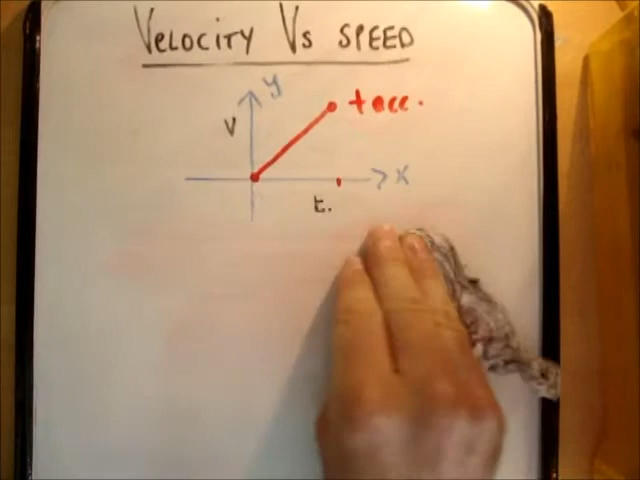 VELOCITY VS SPEED
y
+ acc.
V
x
t.